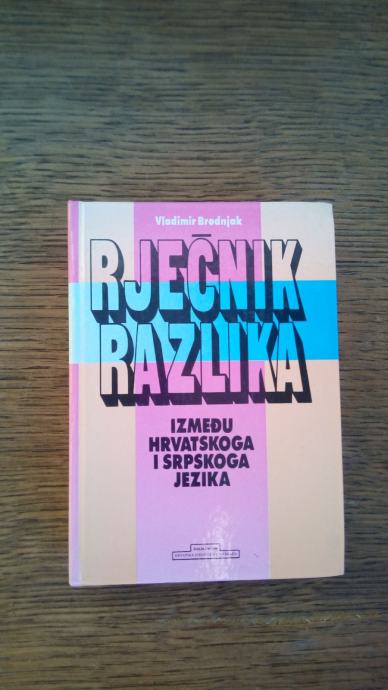 Vladimir Brodnjak
RJEČNIK
RAZLIKA
IZMEĐU
HRVATSKOGA
I SRPSKOGA
JEZIKA